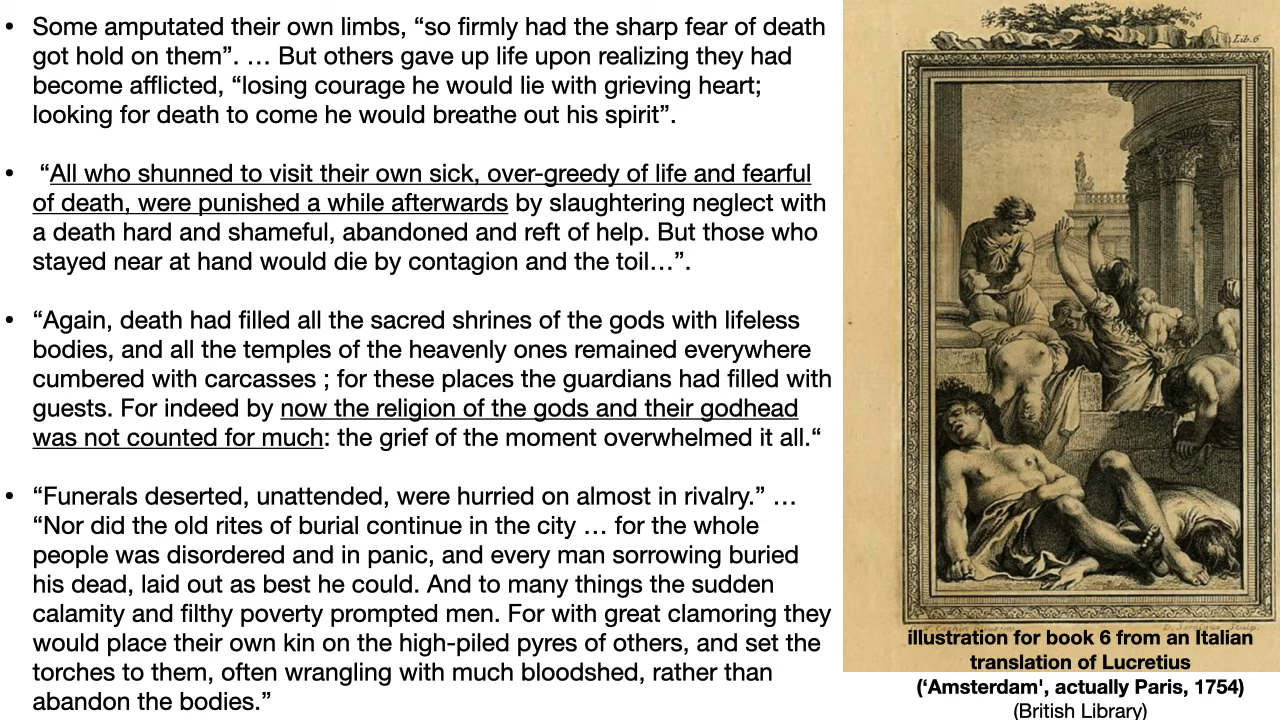 • Some amputated their own limbs, “so firmly had the sharp fear of death
got hold on them”. … But others gave up life upon realizing they had
become afflicted, “losing courage he would lie with grieving heart;
looking for death to come he would breathe out his spirit”.
• “All who shunned to visit their own sick, over-greedy of life and fearful
of death, were punished a while afterwards by slaughtering neglect with
a death hard and shameful, abandoned and reft of help. But those who
stayed near at hand would die by contagion and the toil…”.
• “Again, death had filled all the sacred shrines of the gods with lifeless
bodies, and all the temples of the heavenly ones remained everywhere
cumbered with carcasses ; for these places the guardians had filled with
guests. For indeed by now the religion of the gods and their godhead
was not counted for much: the grief of the moment overwhelmed it all.“
• “Funerals deserted, unattended, were hurried on almost in rivalry.” …
“Nor did the old rites of burial continue in the city … for the whole
people was disordered and in panic, and every man sorrowing buried
his dead, laid out as best he could. And to many things the sudden
calamity and filthy poverty prompted men. For with great clamoring they
would place their own kin on the high-piled pyres of others, and set the
torches to them, often wrangling with much bloodshed, rather than
abandon the bodies.”
Lib. 6
illustration for book 6 from an Italian
translation of Lucretius
(‘Amsterdam', actually Paris, 1754)
(British Library)